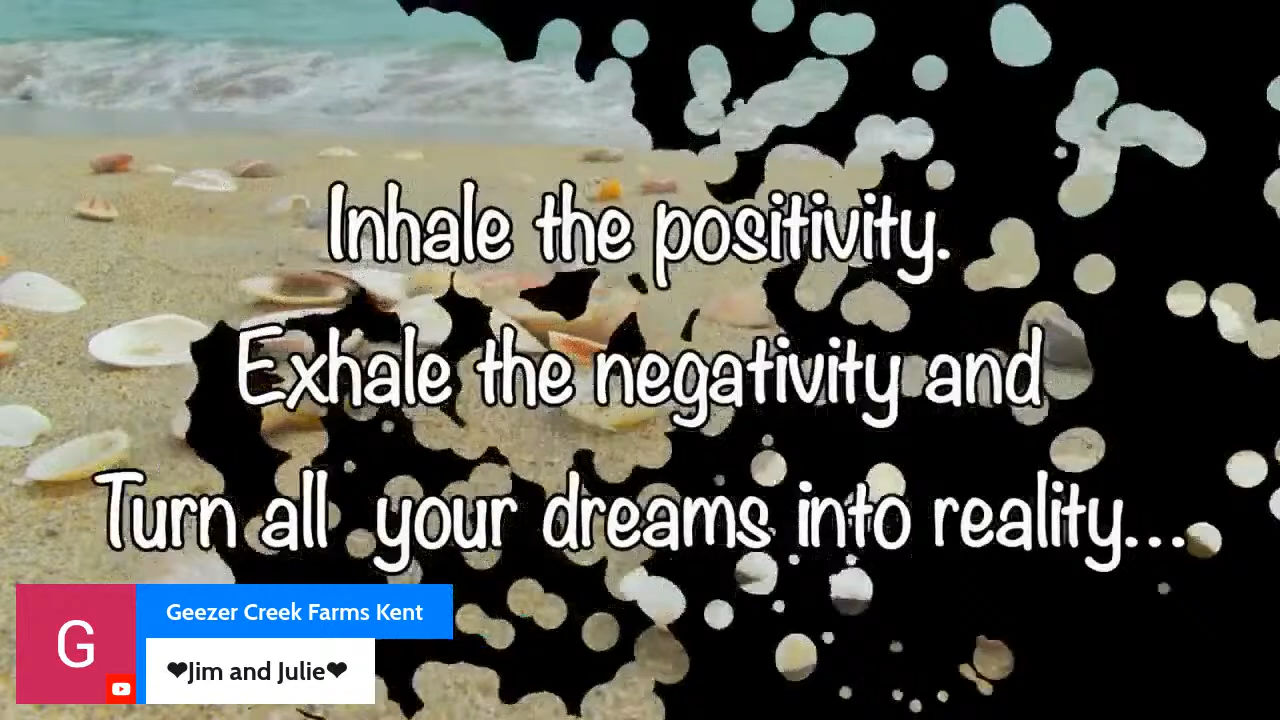 Inhale the positivity.
Exhale the negativity and
Turn all  your dreams into reality...
G
Geezer Creek Farms Kent
❤Jim and Julie❤